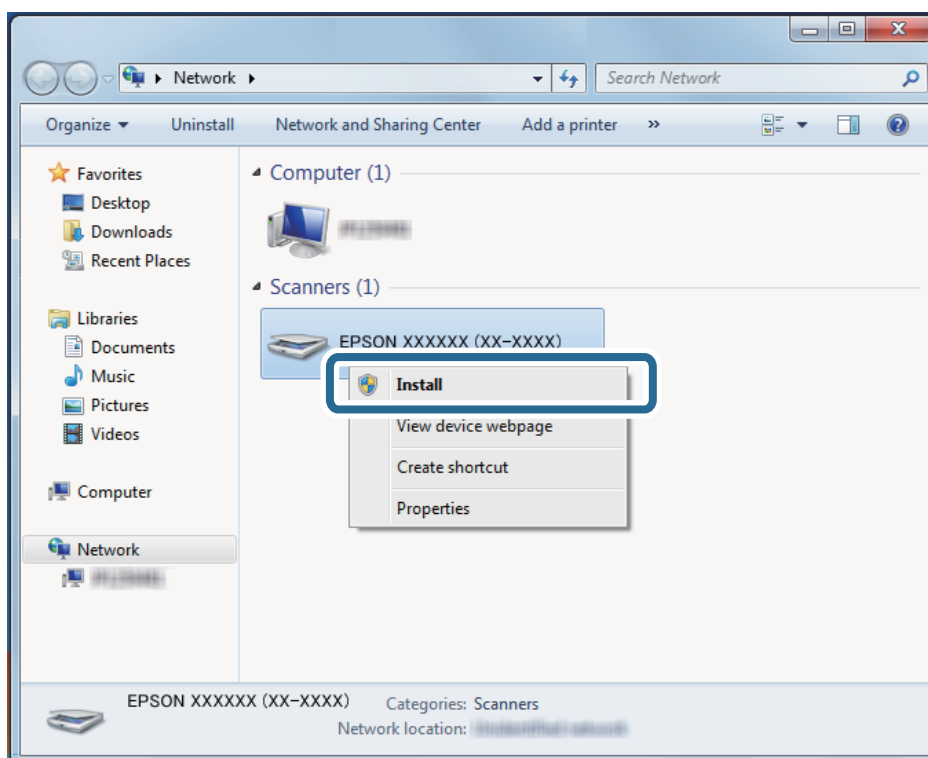 Network
Search Network
Organize
Uninstall
Network and Sharing Center
Add a printer
»
Favorites
Desktop
Downloads
Recent Places
Libraries
Documents
Music
Pictures
Videos
Computer
Network
Computer (1)
Scanners (1)
EPSON XXXXXX (XX-XXXX)
Install
View device webpage
Create shortcut
Properties
EPSON XXXXXX (XX-XXXX)
Categories: Scanners
Network location: